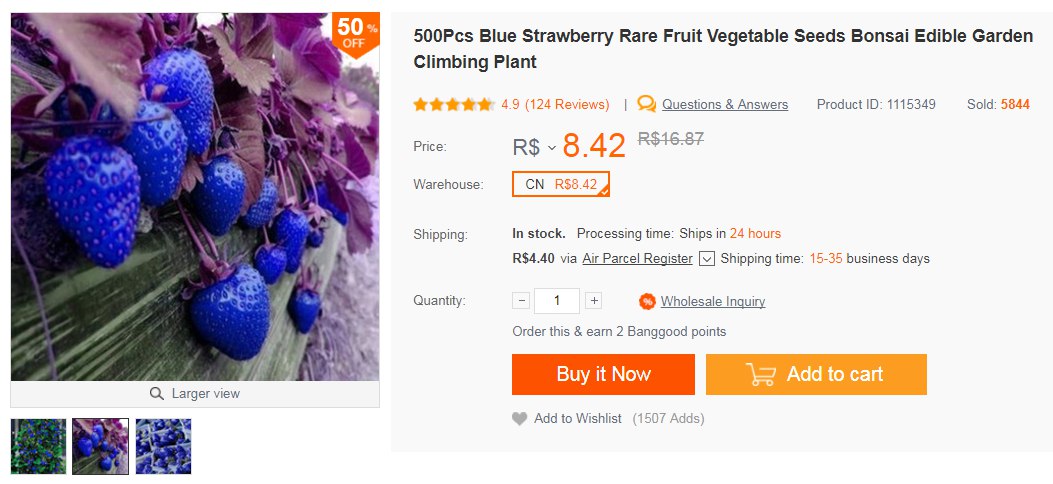 50 %
OFF
500Pcs Blue Strawberry Rare Fruit Vegetable Seeds Bonsai Edible Garden
Climbing Plant
4.9 (124 Reviews) | Questions & Answers Product ID: 1115349 Sold: 5844
Price: R$ 8.42 R$16.87
Warehouse: CN R$8.42
Shipping: In stock. Processing time: Ships in 24 hours
R$4.40 via Air Parcel Register Shipping time: 15-35 business days
Quantity: − 1 + % Wholesale Inquiry
Order this & earn 2 Banggood points
Buy it Now Add to cart
Larger view
Add to Wishlist (1507 Adds)